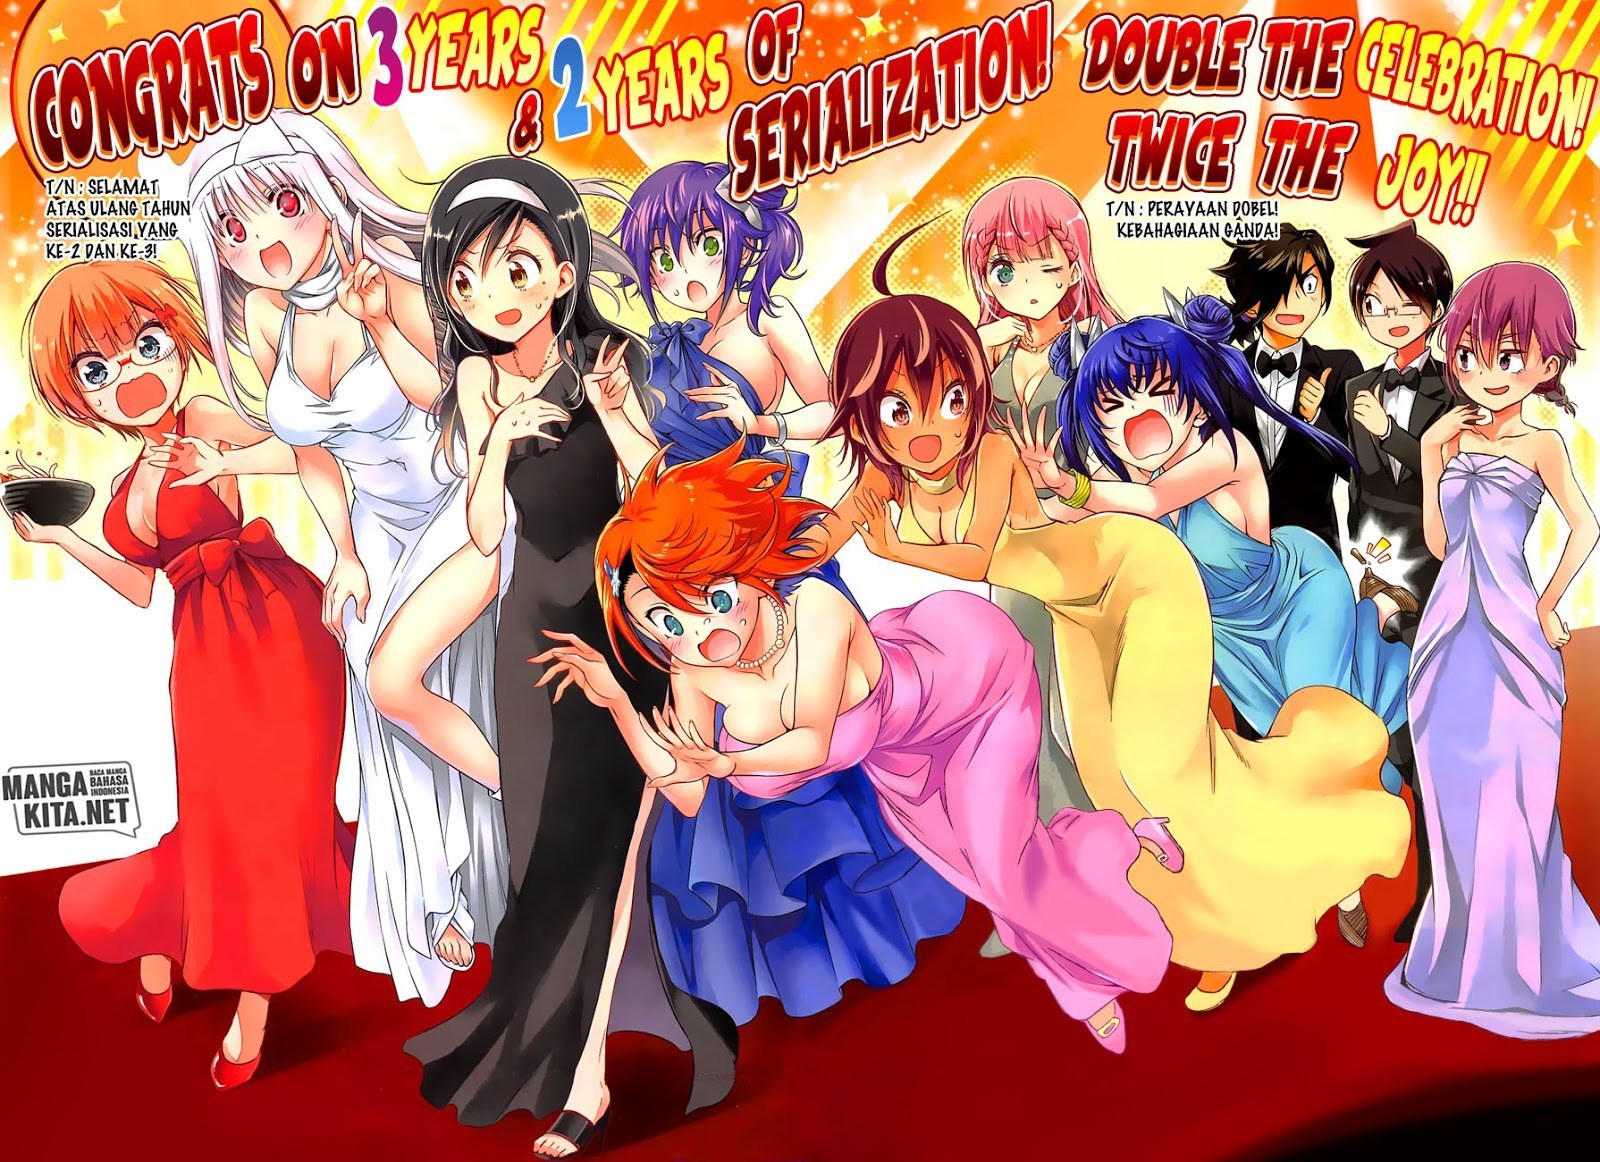 CONGRATS ON 3 YEARS
& 2 YEARS OF
SERIALIZATION!
DOUBLE THE CELEBRATION!
TWICE THE JOY!!
T/N : SELAMAT
ATAS ULANG TAHUN
SERIALISASI YANG
KE-2 DAN KE-3!
T/N : PERAYAAN DOBEL!
KEBAHAGIAAN GANDA!
MANGA
BACA MANGA
BAHASA
INDONESIA
KITA.NET